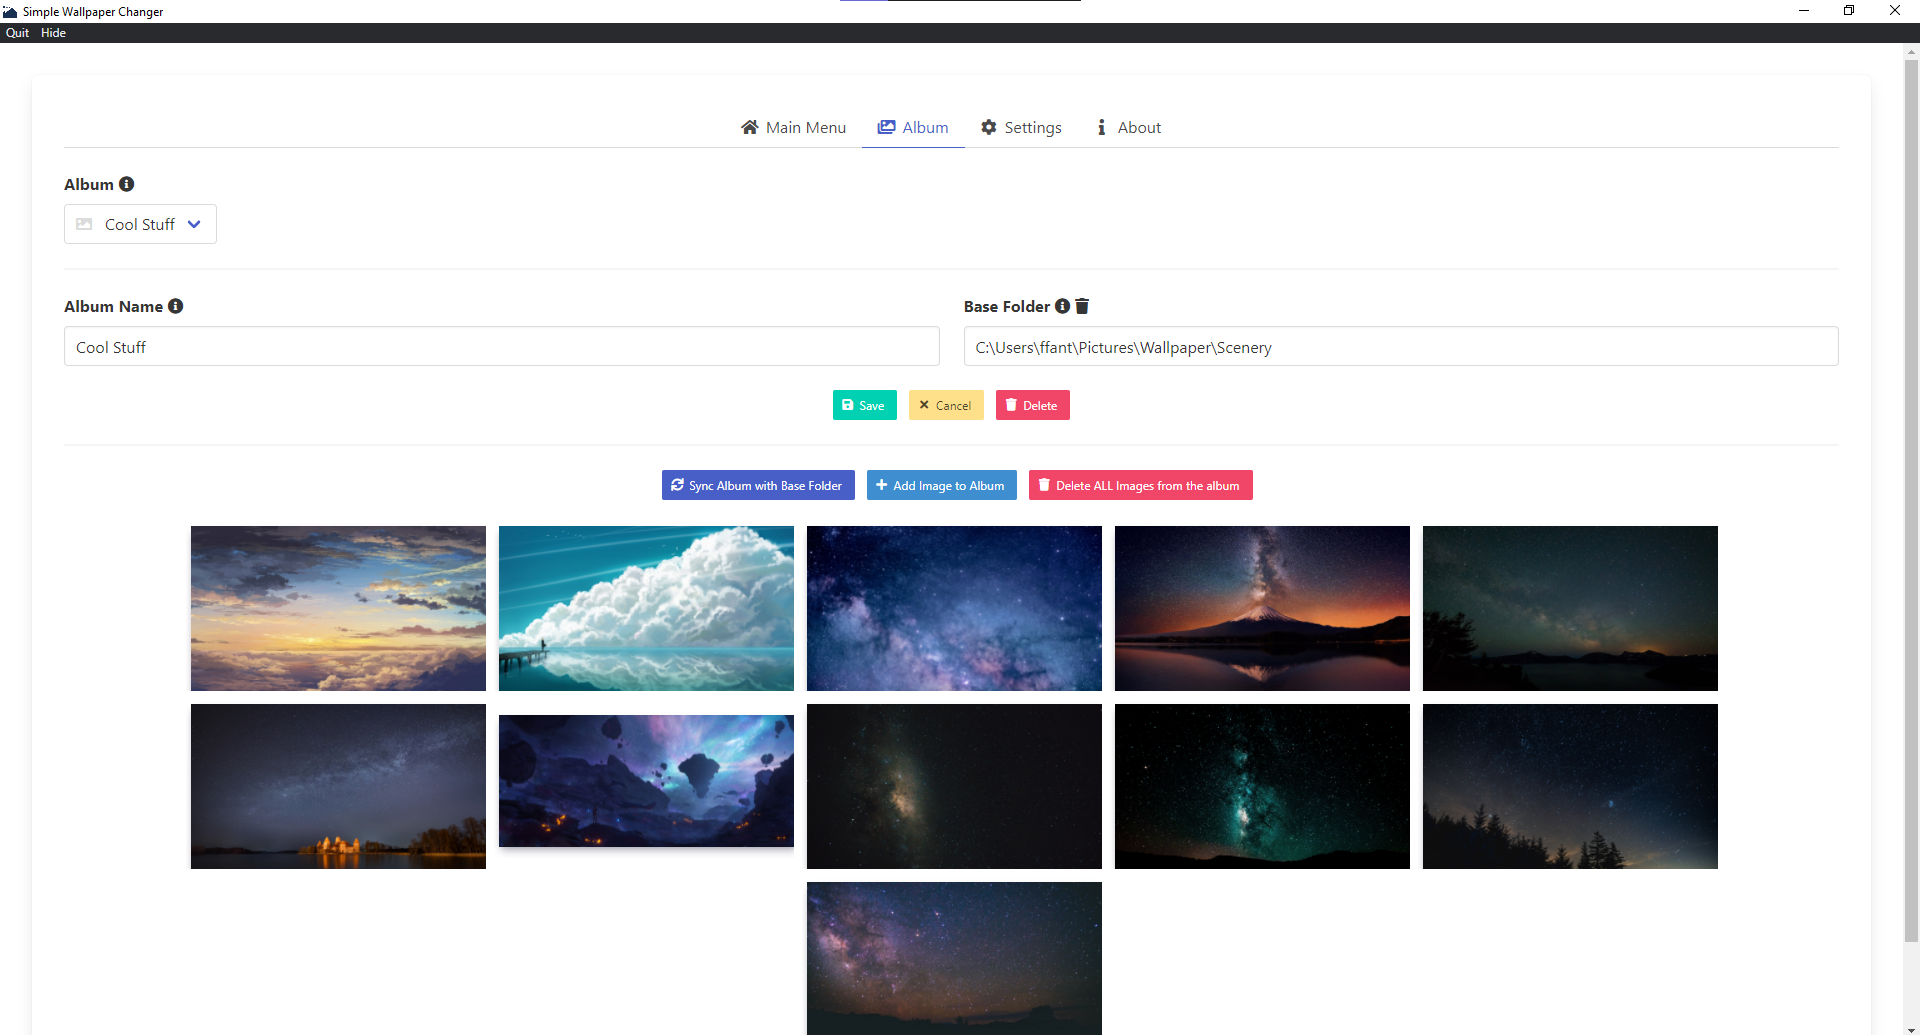 Simple Wallpaper Changer
Quit Hide
Main Menu Album Settings About
Album
Cool Stuff
Album Name Base Folder
Cool Stuff C:\Users\ffant\Pictures\Wallpaper\Scenery
Save Cancel Delete
Sync Album with Base Folder Add Image to Album Delete ALL Images from the album